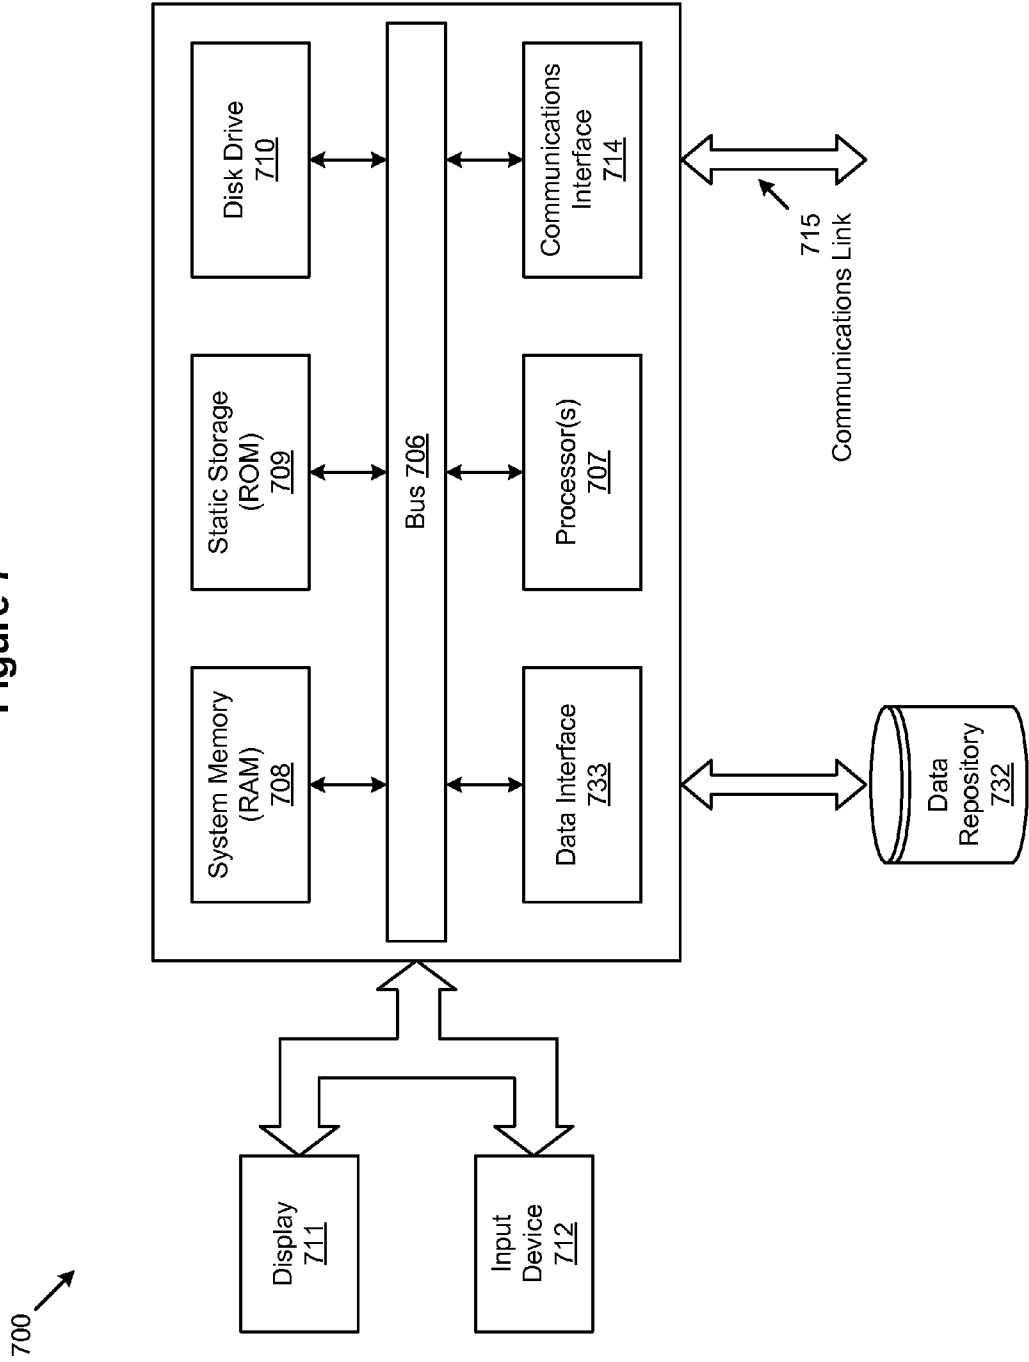 Figure 7
700
Display
711
Input
Device
712
System Memory
(RAM)
708
Static Storage
(ROM)
709
Disk Drive
710
Bus 706
Data Interface
733
Processor(s)
707
Communications
Interface
714
715
Communications Link
Data
Repository
732